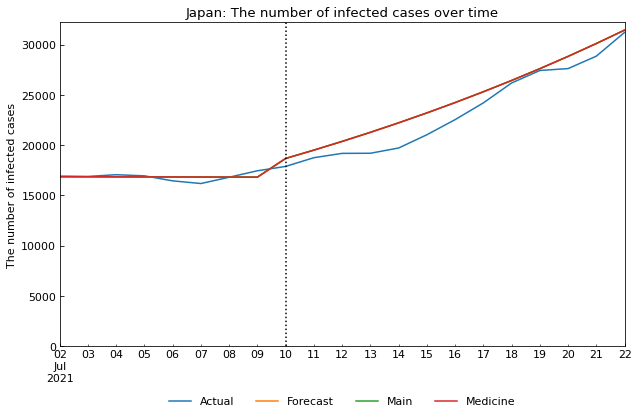 Japan: The number of infected cases over time
The number of infected cases
30000
25000
20000
15000
10000
5000
0
02 03 04 05 06 07 08 09 10 11 12 13 14 15 16 17 18 19 20 21 22
Jul
2021
Actual Forecast Main Medicine